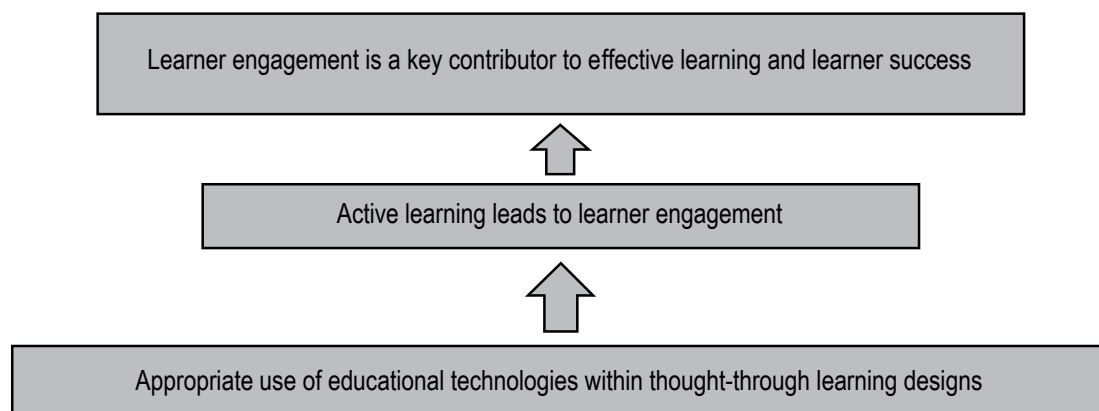 Learner engagement is a key contributor to effective learning and learner success
Active learning leads to learner engagement
Appropriate use of educational technologies within thought-through learning designs